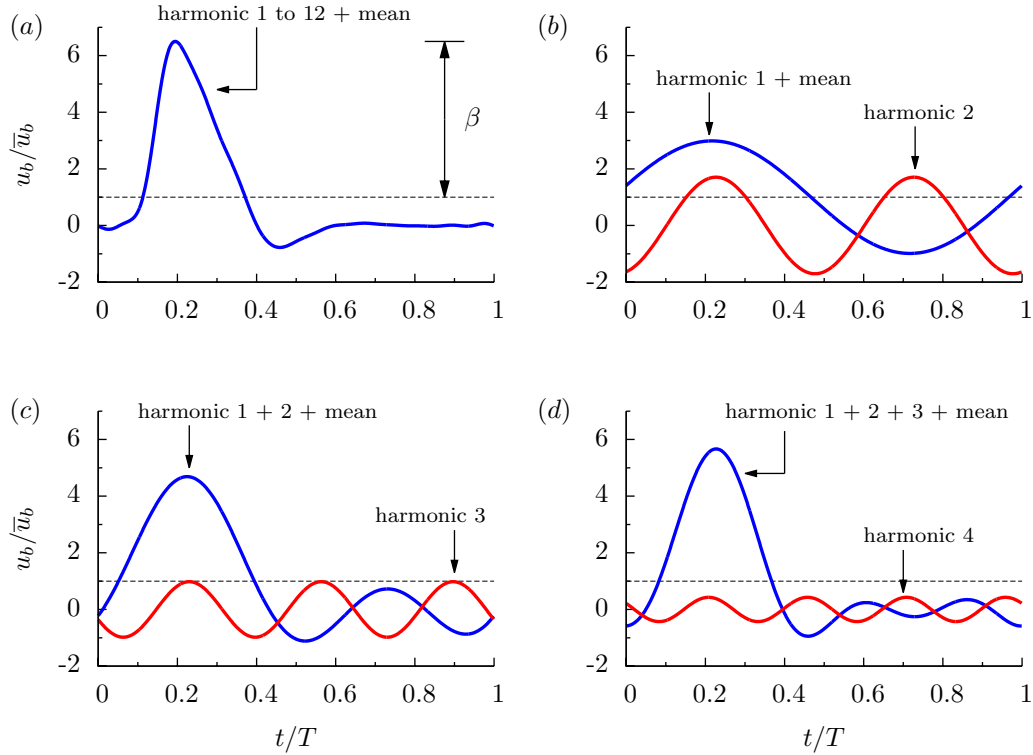 (a)
harmonic 1 to 12 + mean
β
u_b/ū_b
6
4
2
0
-2
0 0.2 0.4 0.6 0.8 1
(b)
harmonic 1 + mean
harmonic 2
6
4
2
0
-2
0 0.2 0.4 0.6 0.8 1
(c)
harmonic 1 + 2 + mean
harmonic 3
u_b/ū_b
6
4
2
0
-2
0 0.2 0.4 0.6 0.8 1
t/T
(d)
harmonic 1 + 2 + 3 + mean
harmonic 4
6
4
2
0
-2
0 0.2 0.4 0.6 0.8 1
t/T